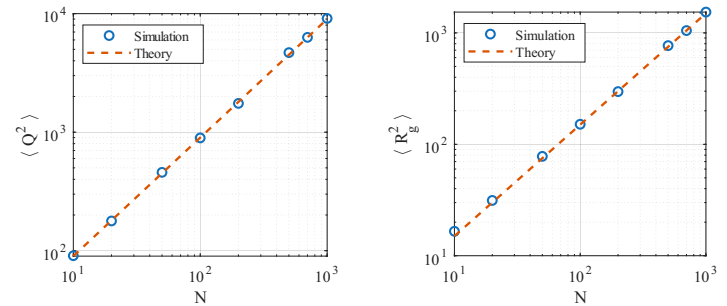 10^4
10^3
10^2
⟨ Q^2 ⟩
Simulation
Theory
10^1
10^2
10^3
N
10^3
10^2
10^1
⟨ R_g^2 ⟩
Simulation
Theory
10^1
10^2
10^3
N